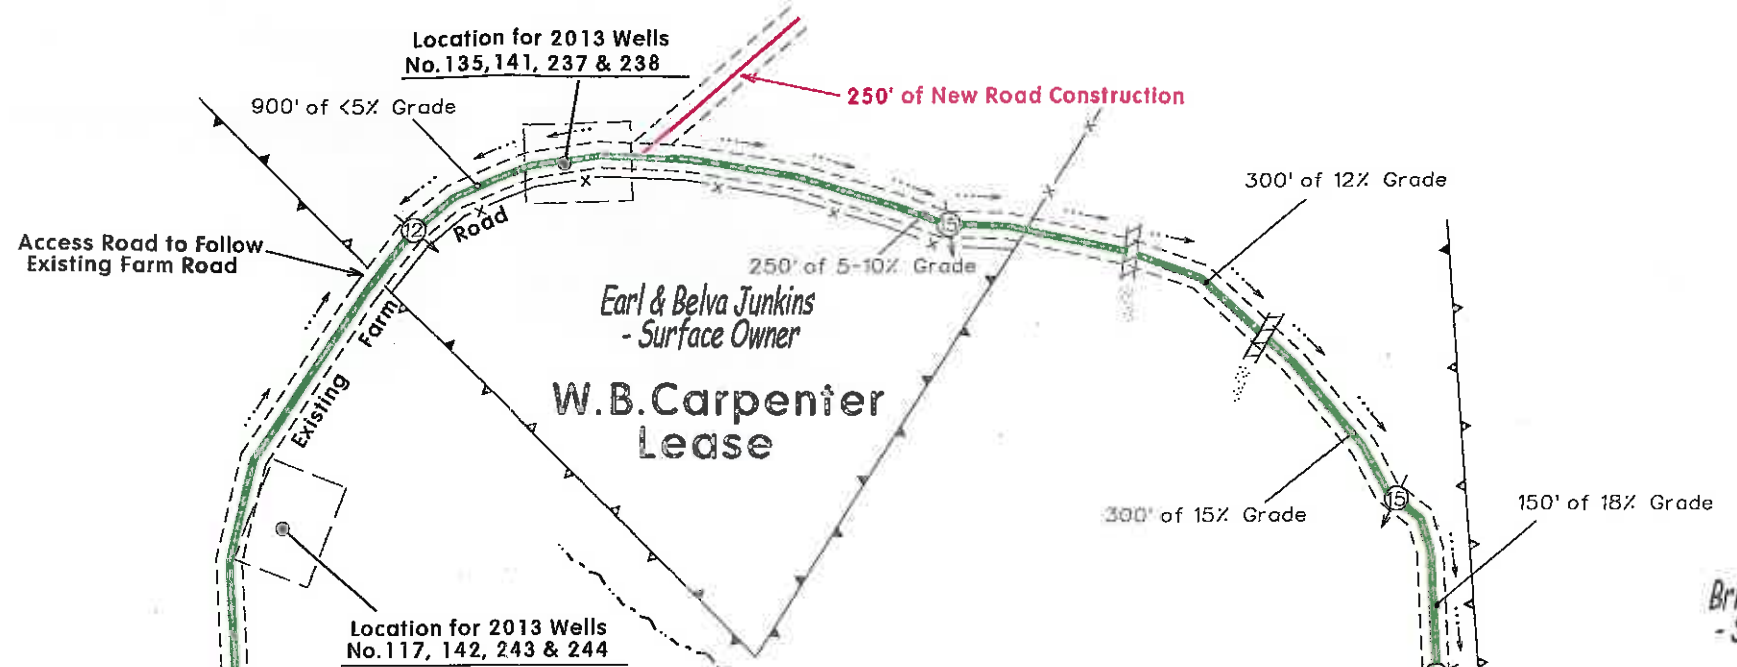 Location for 2013 Wells
No.135,141, 237 & 238
900' of <5% Grade
250' of New Road Construction
300' of 12% Grade
12
Road
15
Access Road to Follow
Existing Farm Road
250' of 5-10% Grade
Earl & Belva Junkins
- Surface Owner
Farm
Existing
W.B.Carpenter
Lease
15
300' of 15% Grade
150' of 18% Grade
Location for 2013 Wells
No.117, 142, 243 & 244